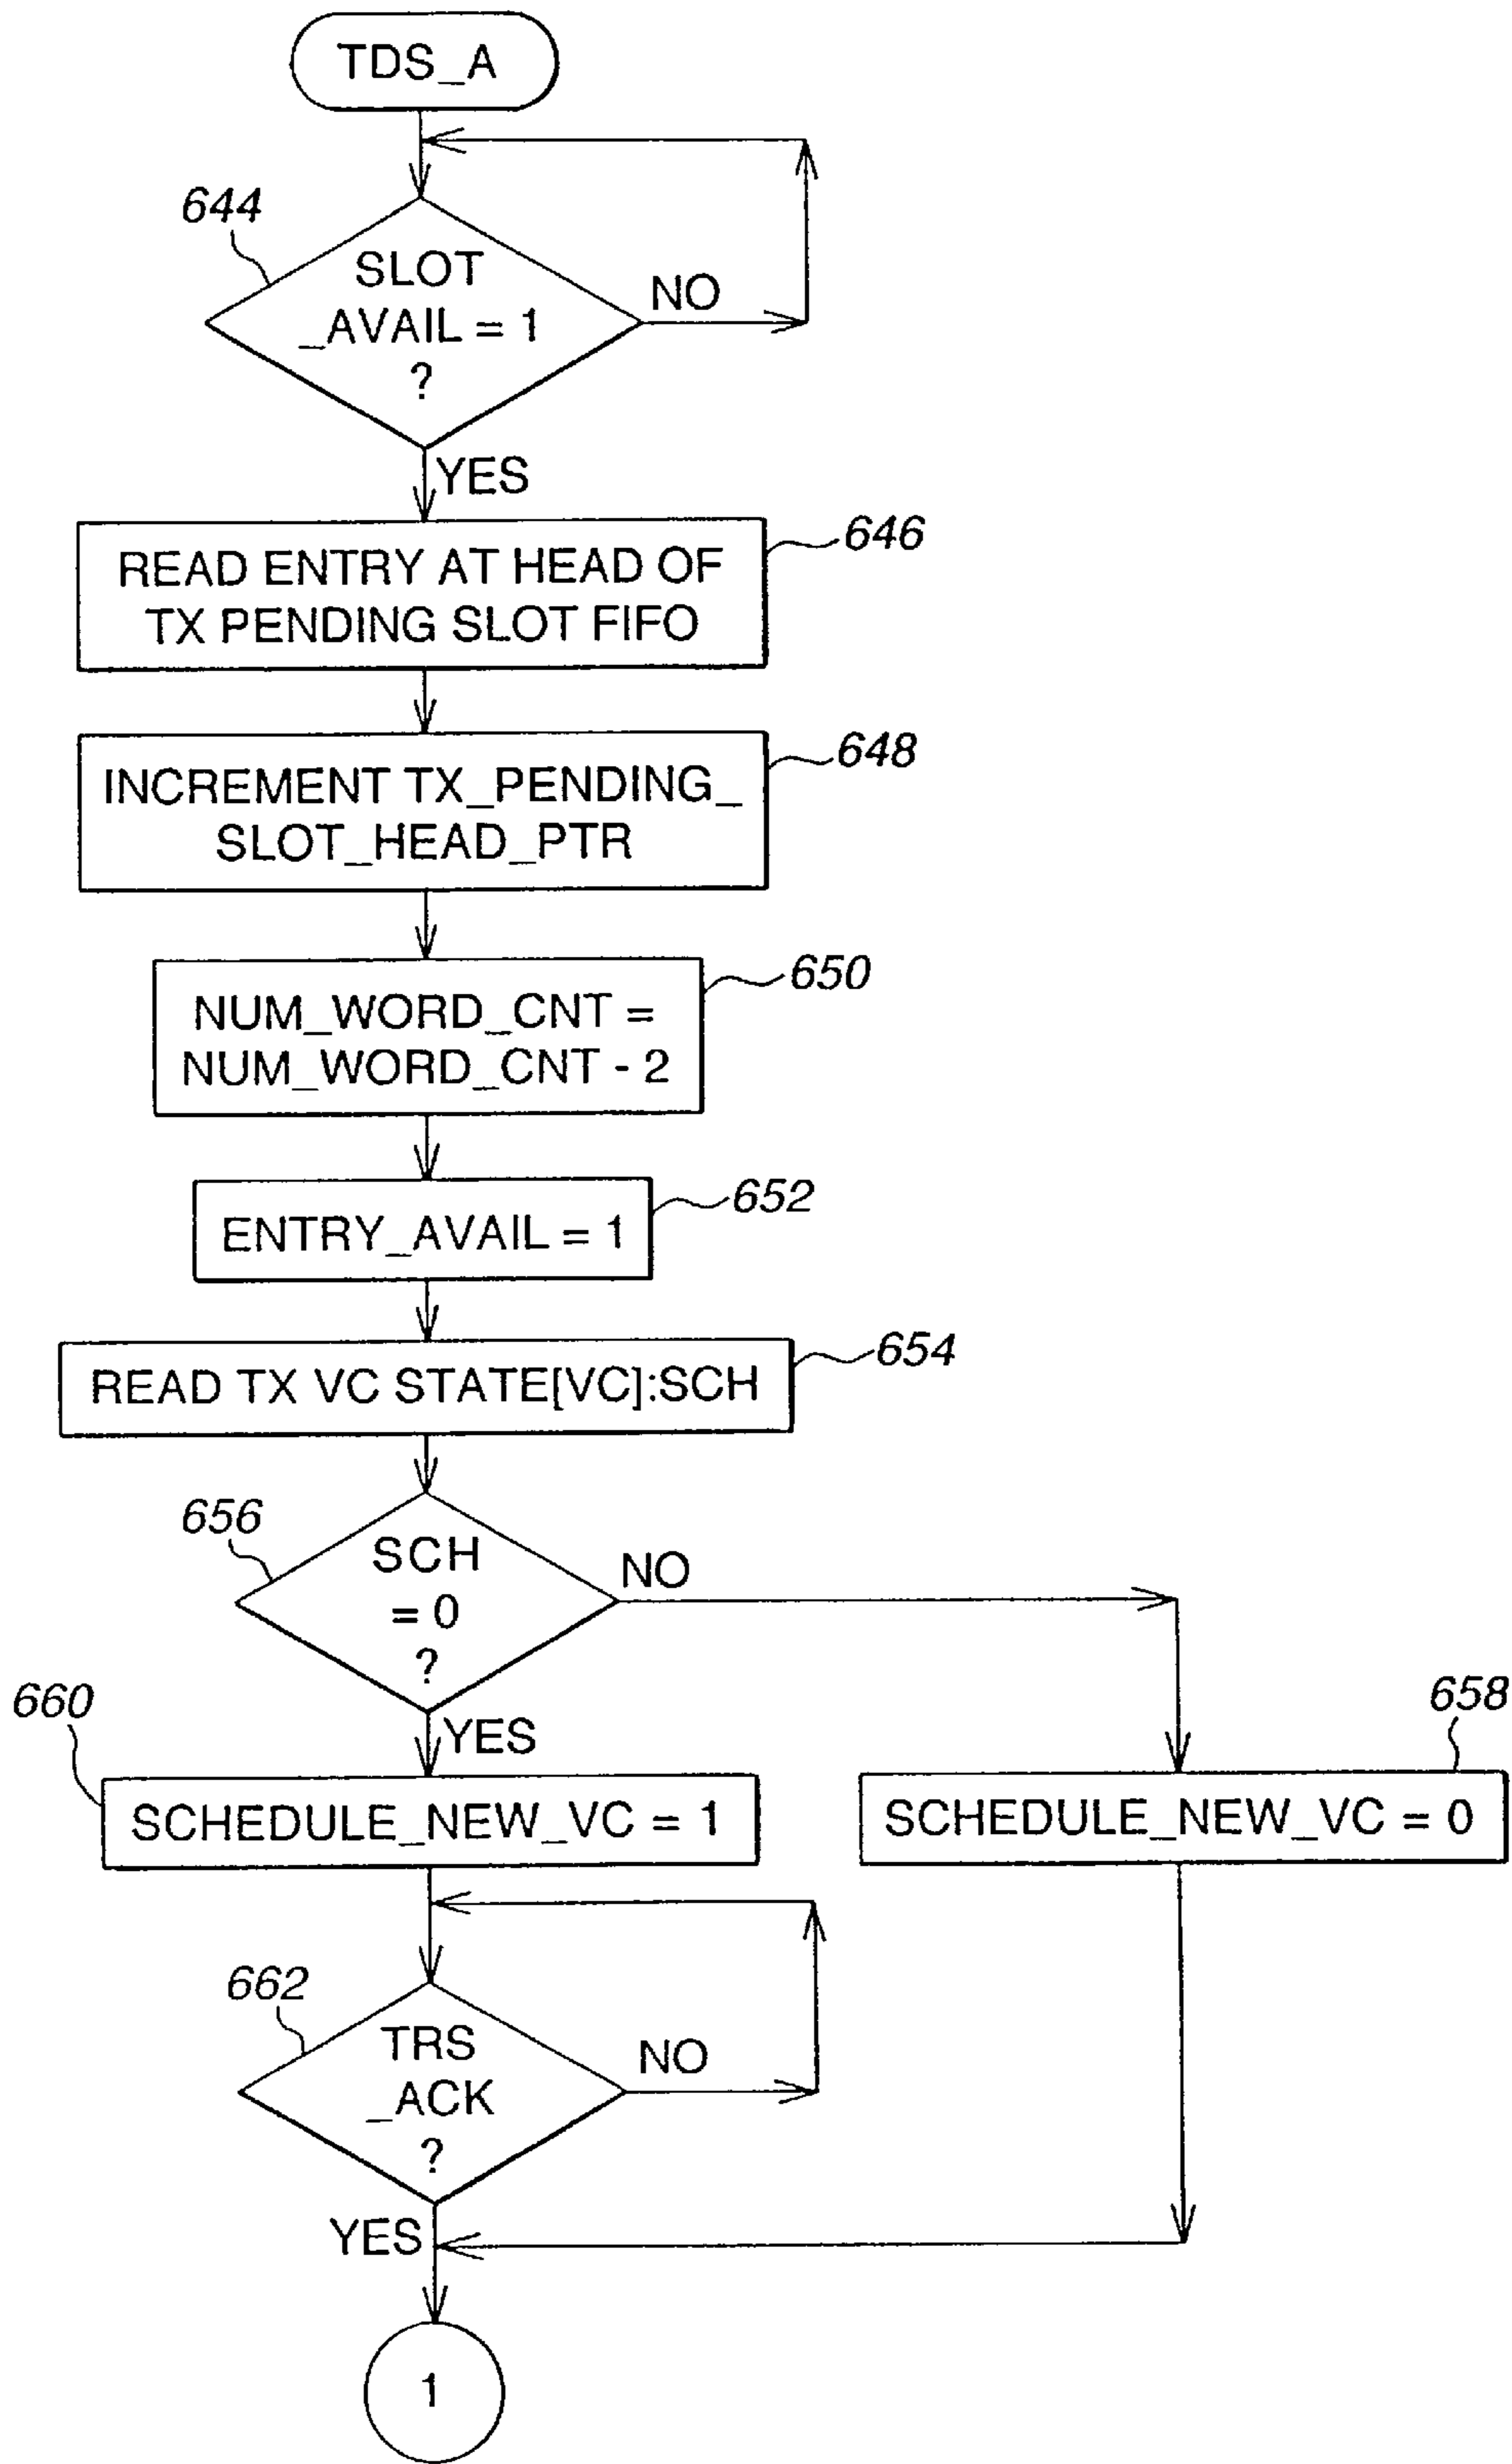 TDS_A
644
SLOT
_AVAIL = 1
?
NO
YES
646
READ ENTRY AT HEAD OF
TX PENDING SLOT FIFO
648
INCREMENT TX_PENDING_
SLOT_HEAD_PTR
650
NUM_WORD_CNT =
NUM_WORD_CNT - 2
652
ENTRY_AVAIL = 1
654
READ TX VC STATE[VC]:SCH
656
SCH
= 0
?
NO
YES
660
658
SCHEDULE_NEW_VC = 1
SCHEDULE_NEW_VC = 0
662
TRS
_ACK
?
NO
YES
1